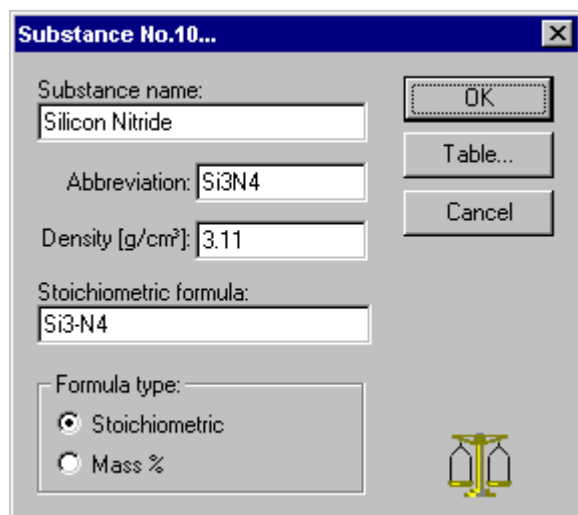 Substance No.10...
Substance name:
Silicon Nitride
OK
Table...
Abbreviation: Si3N4
Cancel
Density [g/cm³]: 3.11
Stoichiometric formula:
Si3-N4
Formula type:
Stoichiometric
Mass %